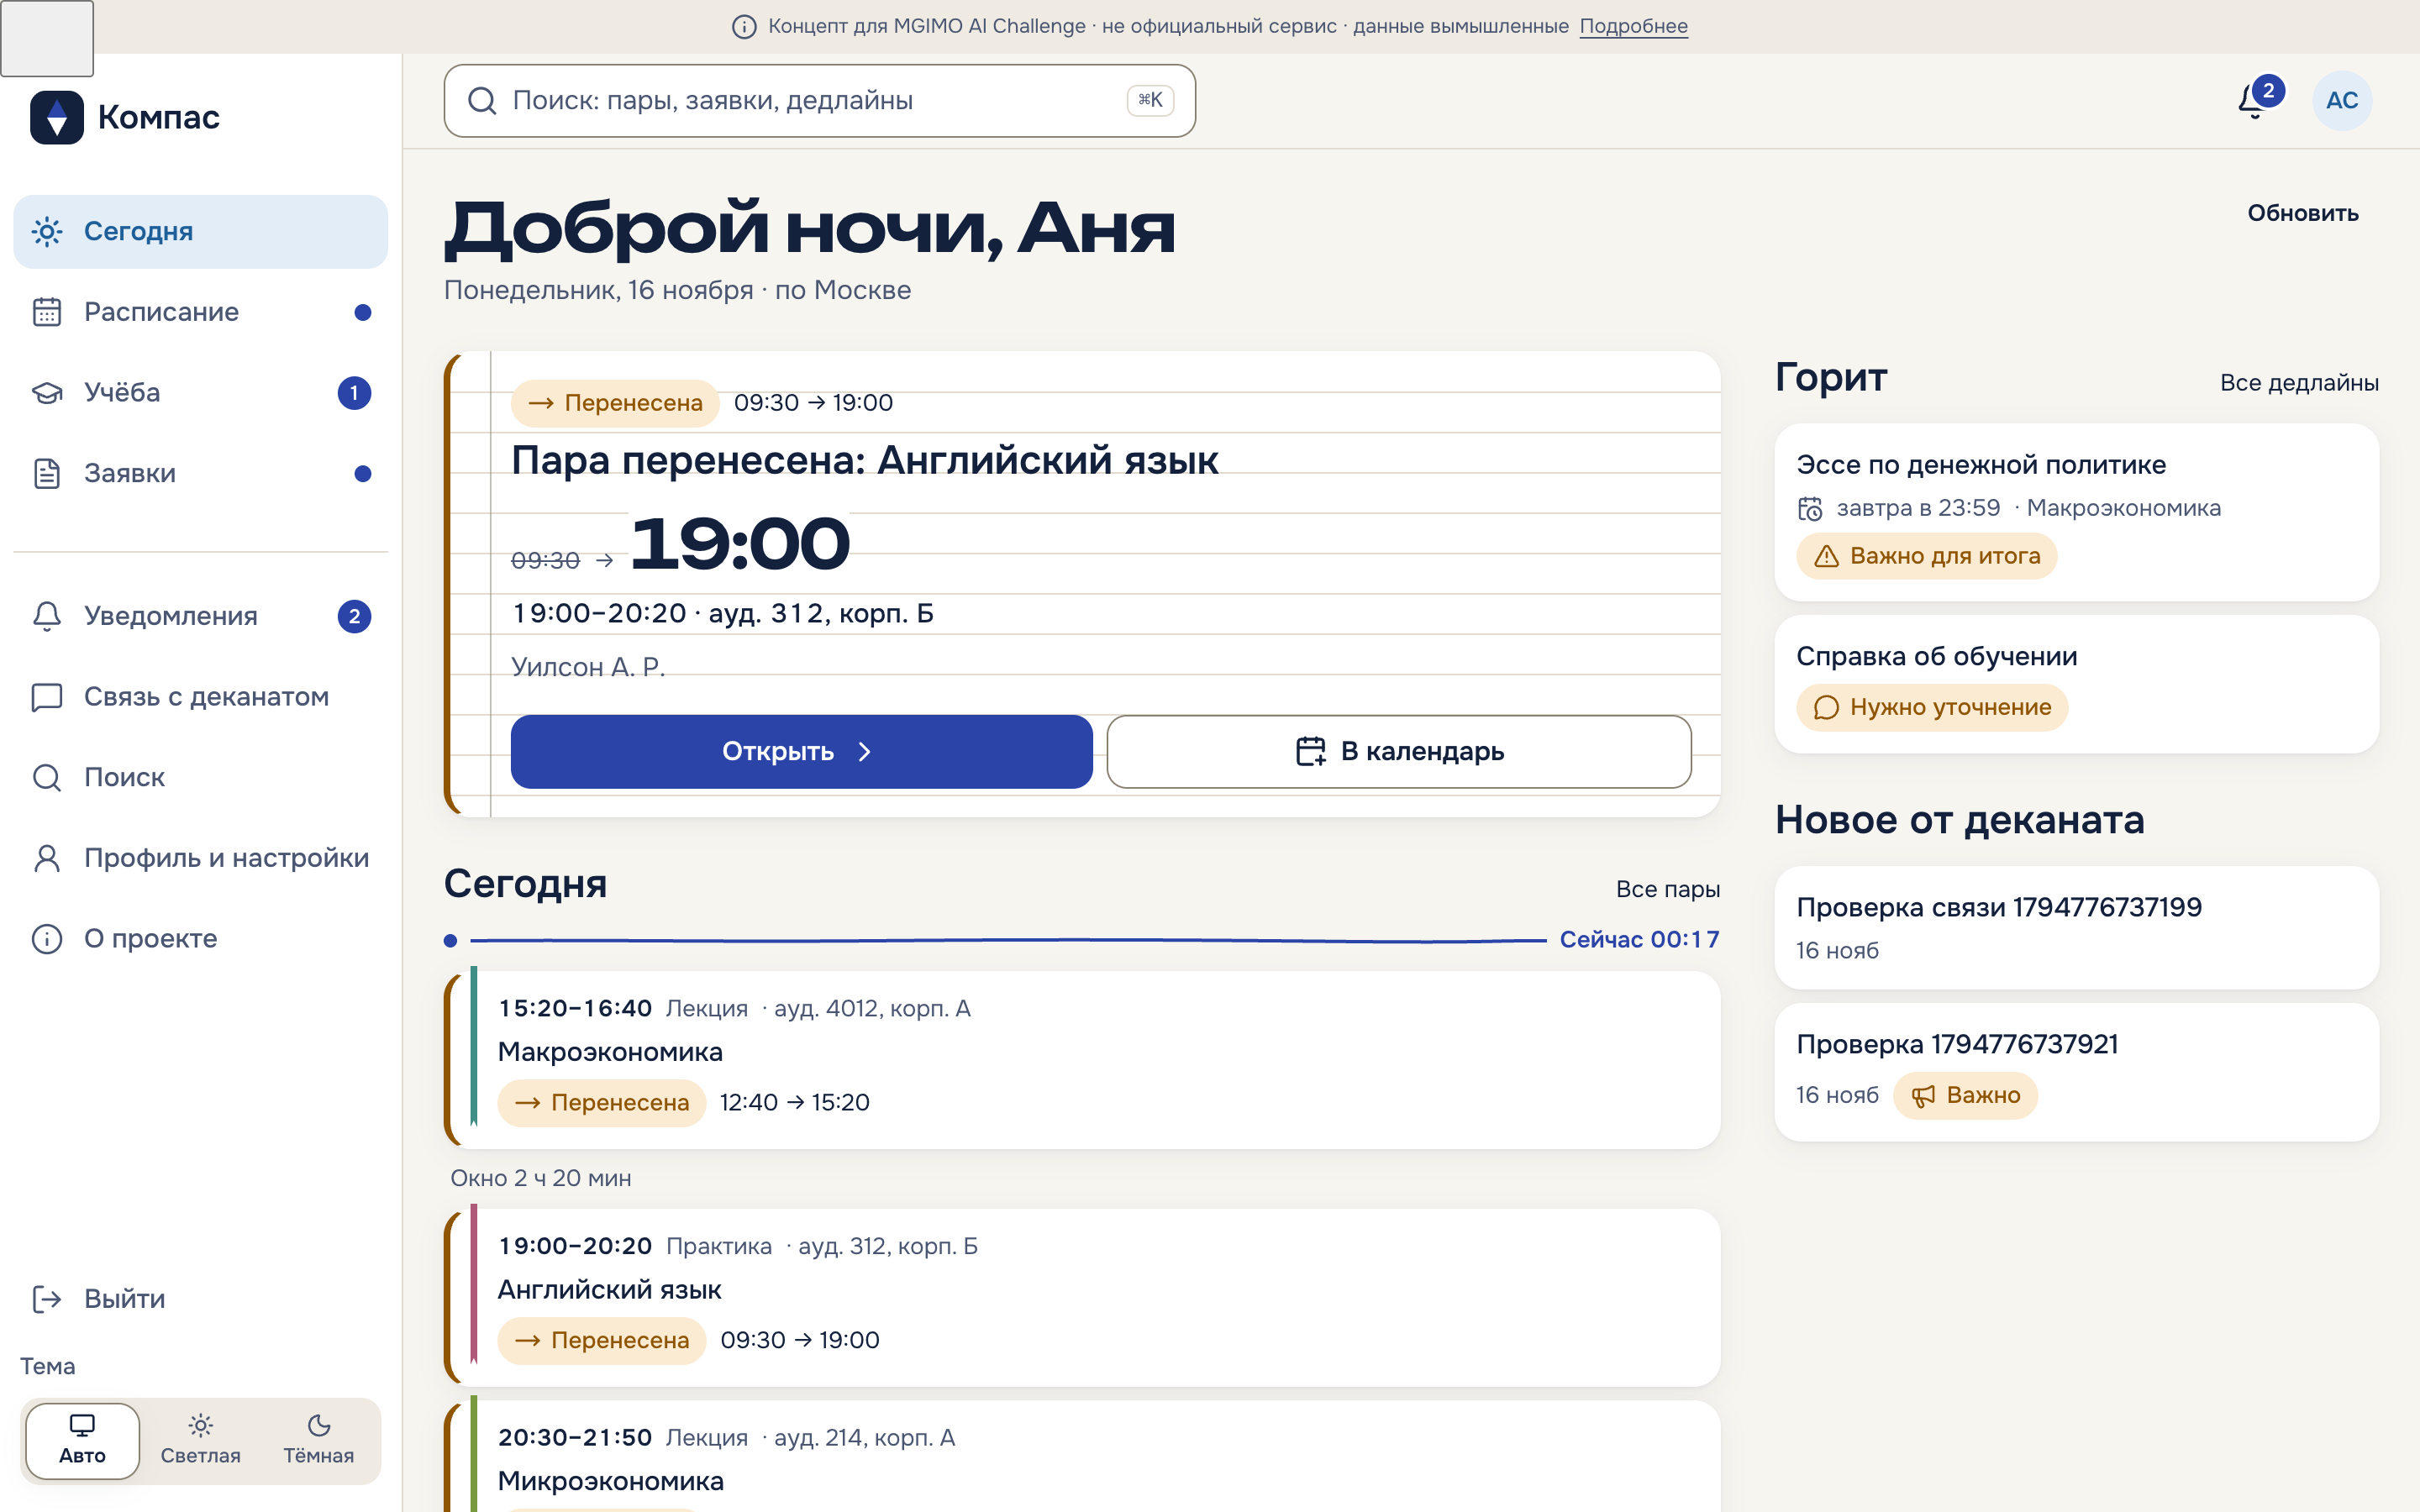 Концепт для MGIMO AI Challenge · не официальный сервис · данные вымышленные Подробнее
Компас
Поиск: пары, заявки, дедлайны
⌘K
2
АС
Сегодня
Расписание
Учёба
1
Заявки
Уведомления
2
Связь с деканатом
Поиск
Профиль и настройки
О проекте
Выйти
Тема
Авто
Светлая
Тёмная
Доброй ночи, Аня
Обновить
Понедельник, 16 ноября · по Москве
→ Перенесена 09:30 → 19:00
Пара перенесена: Английский язык
09:30 → 19:00
19:00–20:20 · ауд. 312, корп. Б
Уилсон А. Р.
Открыть
В календарь
Сегодня
Все пары
Сейчас 00:17
15:20–16:40 Лекция · ауд. 4012, корп. А
Макроэкономика
→ Перенесена 12:40 → 15:20
Окно 2 ч 20 мин
19:00–20:20 Практика · ауд. 312, корп. Б
Английский язык
→ Перенесена 09:30 → 19:00
20:30–21:50 Лекция · ауд. 214, корп. А
Микроэкономика
Горит
Все дедлайны
Эссе по денежной политике
завтра в 23:59 · Макроэкономика
Важно для итога
Справка об обучении
Нужно уточнение
Новое от деканата
Проверка связи 1794776737199
16 нояб
Проверка 1794776737921
16 нояб Важно